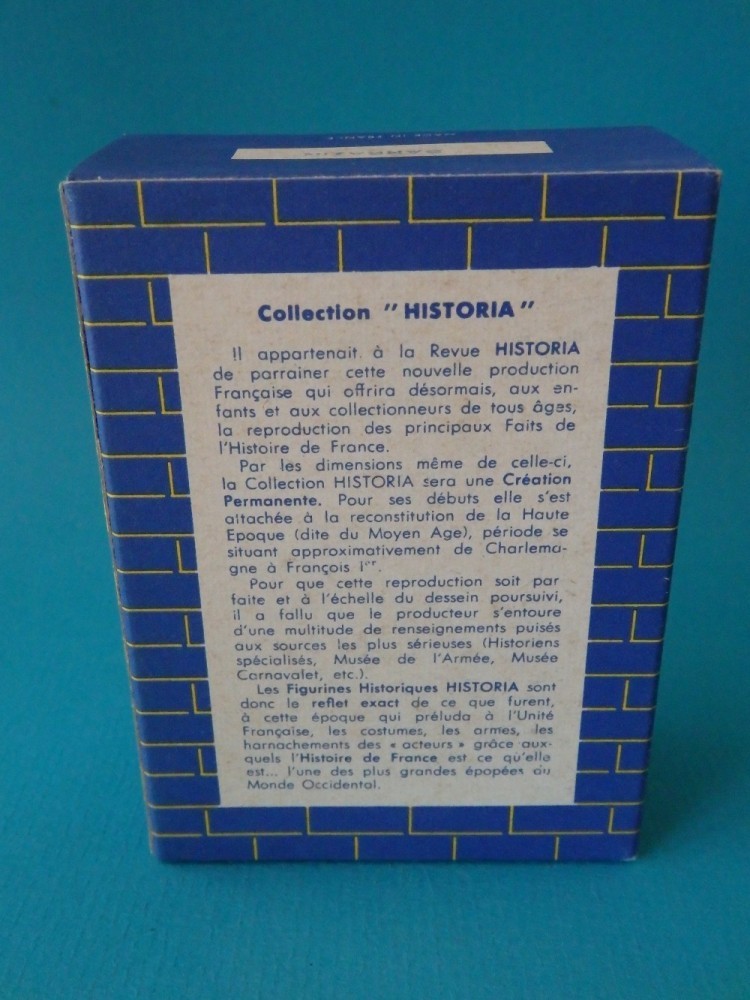 MADE IN FRANCE
SARRAZIN
Collection " HISTORIA "
Il appartenait à la Revue HISTORIA
de parrainer cette nouvelle production
Française qui offrira désormais, aux en-
fants et aux collectionneurs de tous âges,
la reproduction des principaux Faits de
l'Histoire de France.
Par les dimensions même de celle-ci,
la Collection HISTORIA sera une Création
Permanente. Pour ses débuts elle s'est
attachée à la reconstitution de la Haute
Epoque (dite du Moyen Age), période se
situant approximativement de Charlema-
gne à François Iᵉʳ.
Pour que cette reproduction soit par
faite et à l'échelle du dessein poursuivi,
il a fallu que le producteur s'entoure
d'une multitude de renseignements puisés
aux sources les plus sérieuses (Historiens
spécialisés, Musée de l'Armée, Musée
Carnavalet, etc.).
Les Figurines Historiques HISTORIA sont
donc le reflet exact de ce que furent,
à cette époque qui préluda à l'Unité
Française, les costumes, les armes, les
harnachements des « acteurs » grâce aux-
quels l'Histoire de France est ce qu'elle
est... l'une des plus grandes épopées du
Monde Occidental.